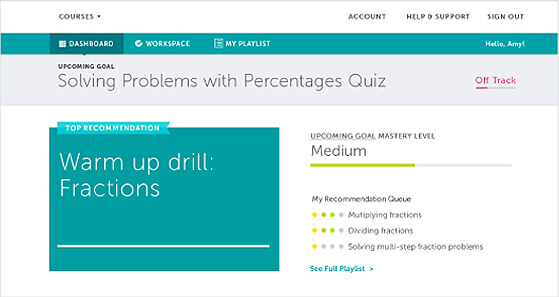 COURSES
ACCOUNT
HELP & SUPPORT
SIGN OUT
DASHBOARD
WORKSPACE
MY PLAYLIST
Hello, Amy!
UPCOMING GOAL
Solving Problems with Percentages Quiz
Off Track
TOP RECOMMENDATION
Warm up drill:
Fractions
UPCOMING GOAL MASTERY LEVEL
Medium
My Recommendation Queue
Mutiplying fractions
Dividing fractions
Solving multi-step fraction problems
See Full Playlist >